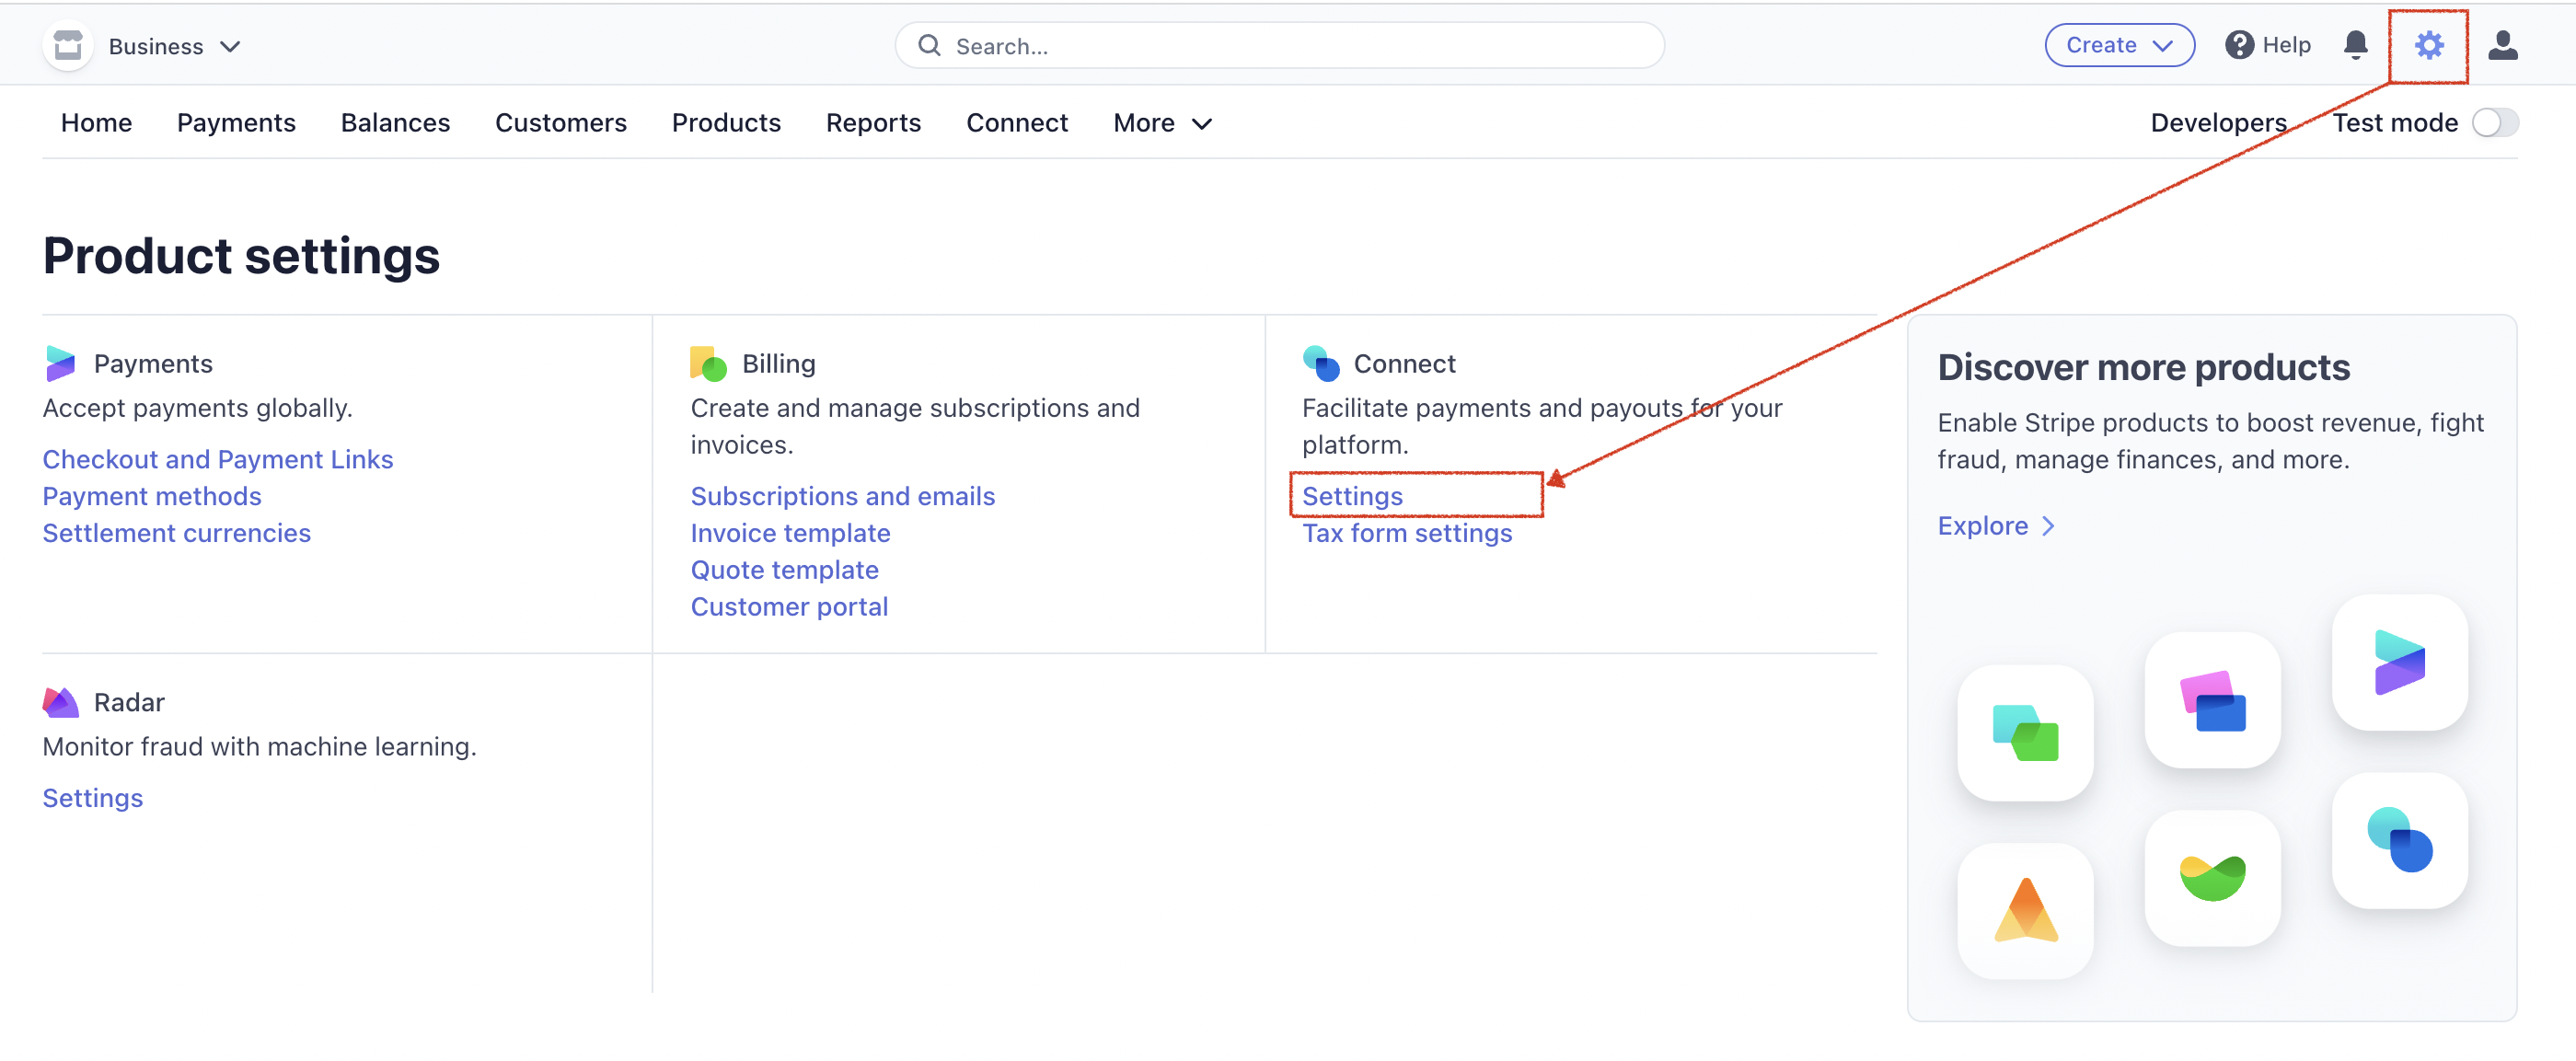 Business
Search...
Create
Help
Home Payments Balances Customers Products Reports Connect More
Developers Test mode
Product settings
Payments
Accept payments globally.
Checkout and Payment Links
Payment methods
Settlement currencies
Billing
Create and manage subscriptions and
invoices.
Subscriptions and emails
Invoice template
Quote template
Customer portal
Connect
Facilitate payments and payouts for your
platform.
Settings
Tax form settings
Radar
Monitor fraud with machine learning.
Settings
Discover more products
Enable Stripe products to boost revenue, fight
fraud, manage finances, and more.
Explore